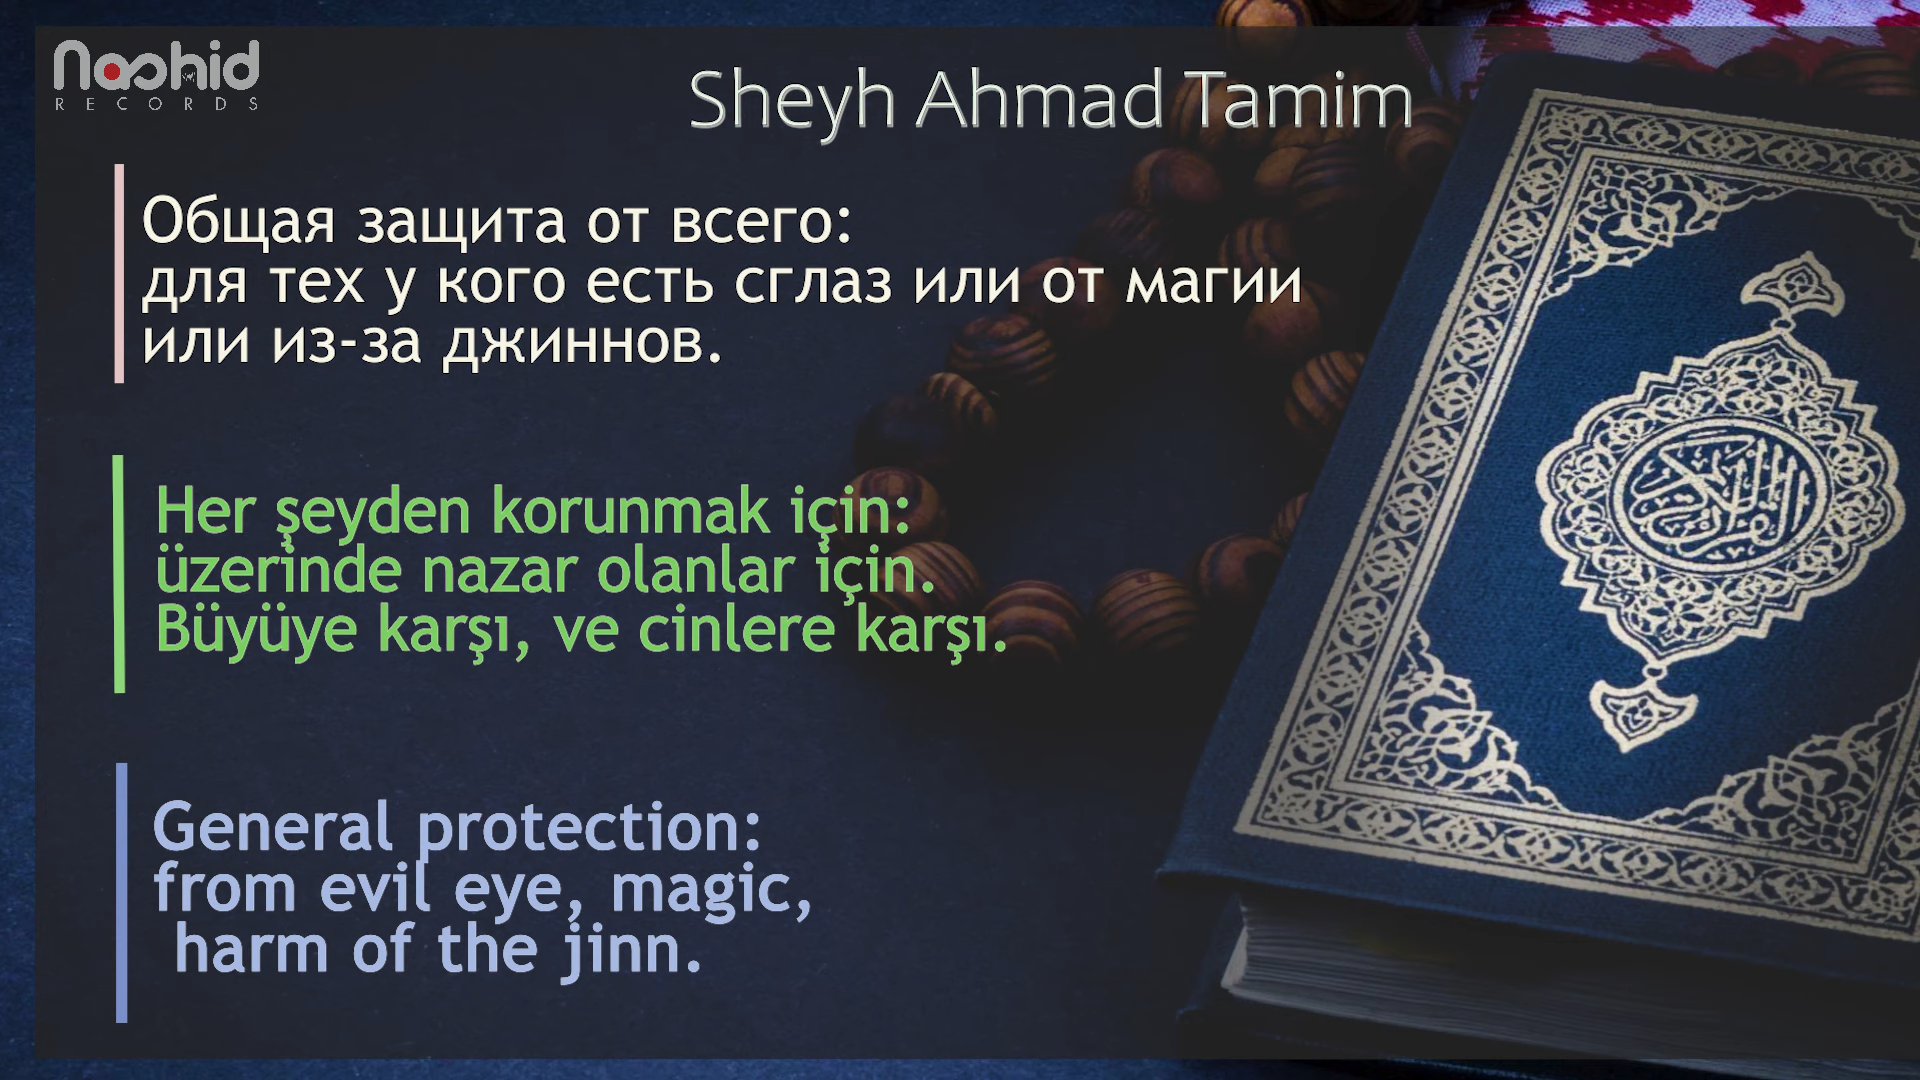 Nashid
RECORDS
Sheyh Ahmad Tamim
Общая защита от всего:
для тех у кого есть сглаз или от магии
или из-за джиннов.
Her şeyden korunmak için:
üzerinde nazar olanlar için.
Büyüye karşı, ve cinlere karşı.
General protection:
from evil eye, magic,
harm of the jinn.